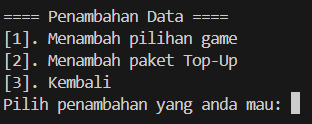 ==== Penambahan Data ====
[1]. Menambah pilihan game
[2]. Menambah paket Top-Up
[3]. Kembali
Pilih penambahan yang anda mau: